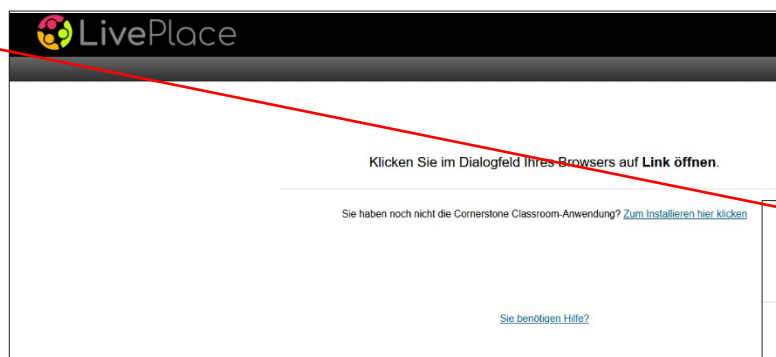 LivePlace
Klicken Sie im Dialogfeld Ihres Browsers auf Link öffnen.
Sie haben noch nicht die Cornerstone Classroom-Anwendung? Zum Installieren hier klicken
Sie benötigen Hilfe?